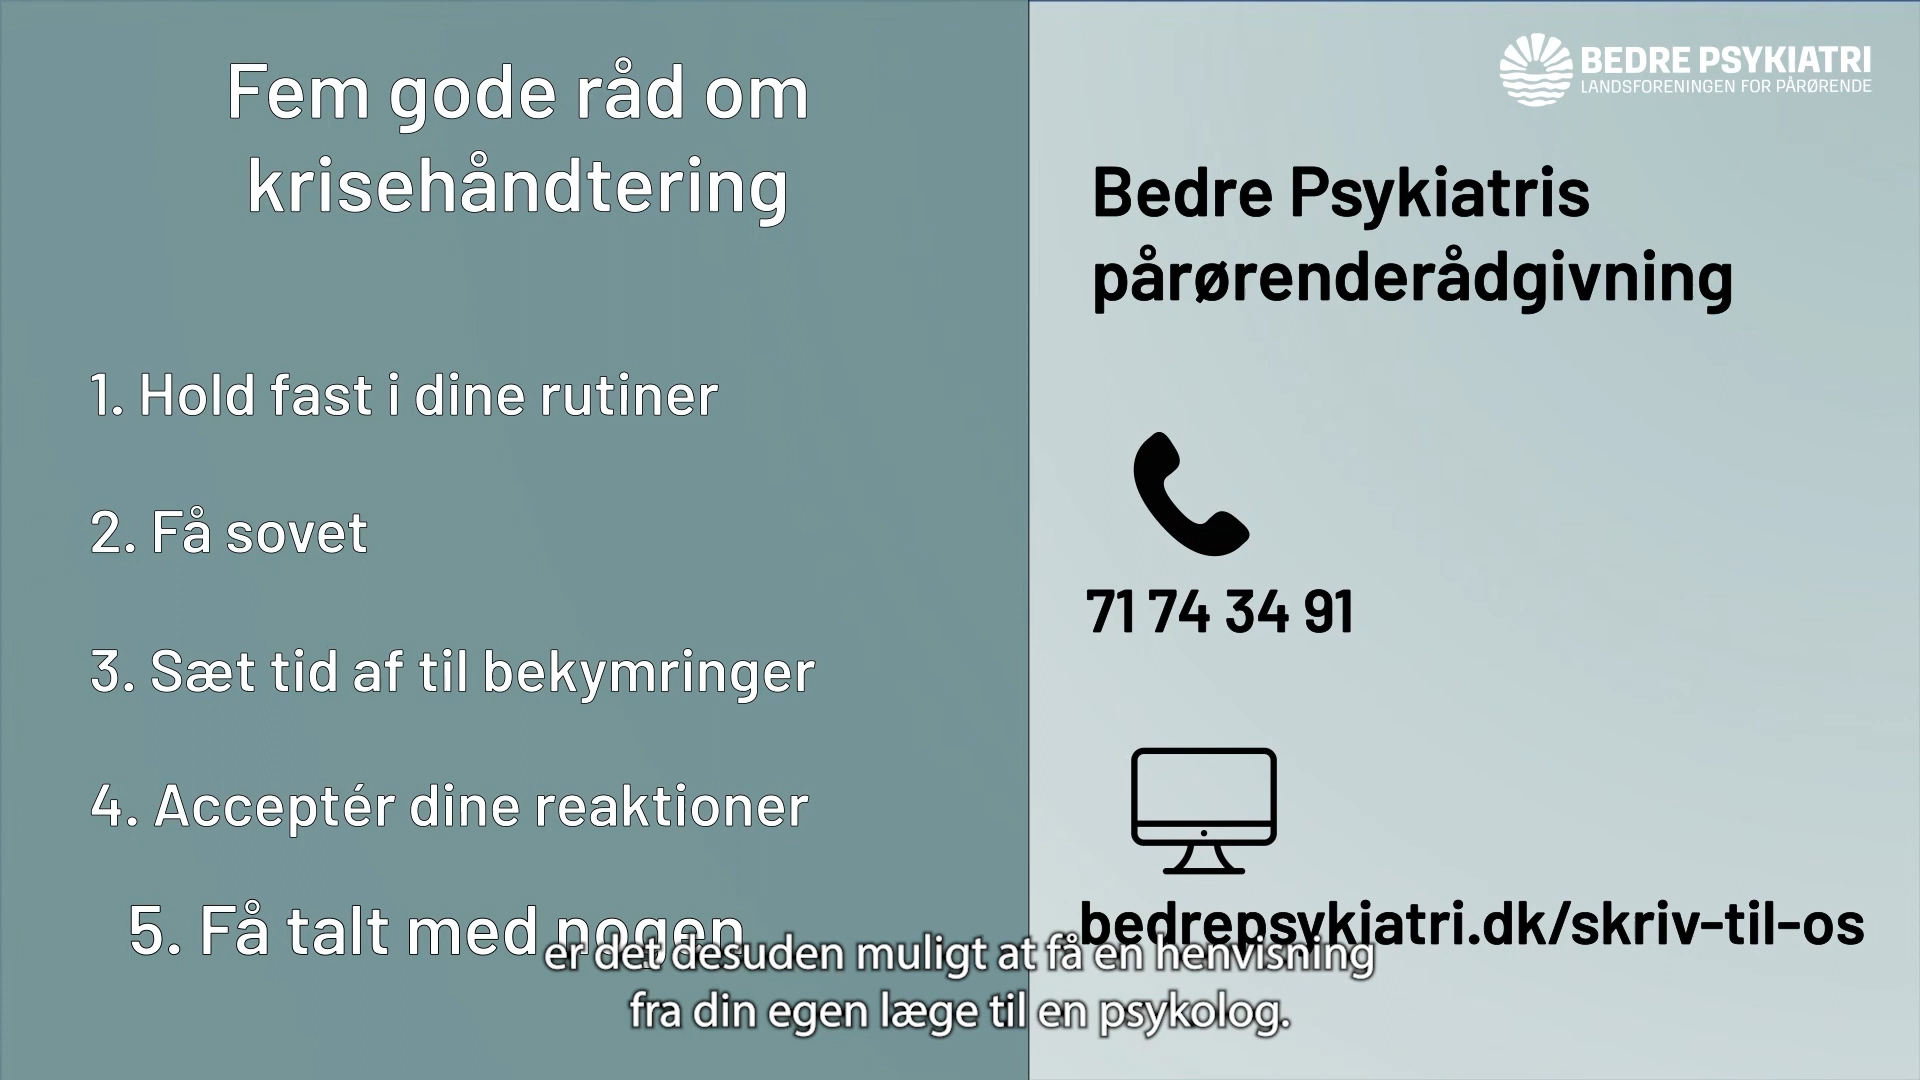 Fem gode råd om
krisehåndtering
1. Hold fast i dine rutiner
2. Få sovet
3. Sæt tid af til bekymringer
4. Acceptér dine reaktioner
5. Få talt med nogen
BEDRE PSYKIATRI
LANDSFORENINGEN FOR PÅRØRENDE
Bedre Psykiatris
pårørenderådgivning
71 74 34 91
bedrepsykiatri.dk/skriv-til-os
er det desuden muligt at få en henvisning
fra din egen læge til en psykolog.